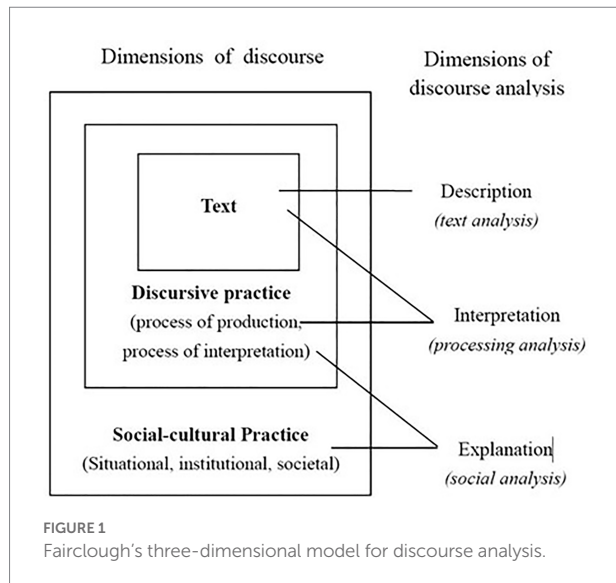 Dimensions of discourse
Dimensions of
discourse analysis
Text
Description
(text analysis)
Discursive practice
(process of production,
process of interpretation)
Interpretation
(processing analysis)
Social-cultural Practice
(Situational, institutional, societal)
Explanation
(social analysis)
FIGURE 1
Fairclough's three-dimensional model for discourse analysis.